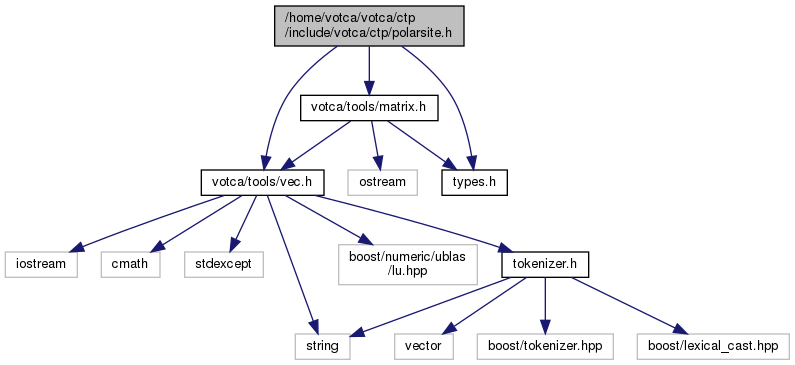 /home/votca/votca/ctp
/include/votca/ctp/polarsite.h
votca/tools/matrix.h
votca/tools/vec.h
ostream
types.h
iostream
cmath
stdexcept
boost/numeric/ublas
/lu.hpp
tokenizer.h
string
vector
boost/tokenizer.hpp
boost/lexical_cast.hpp